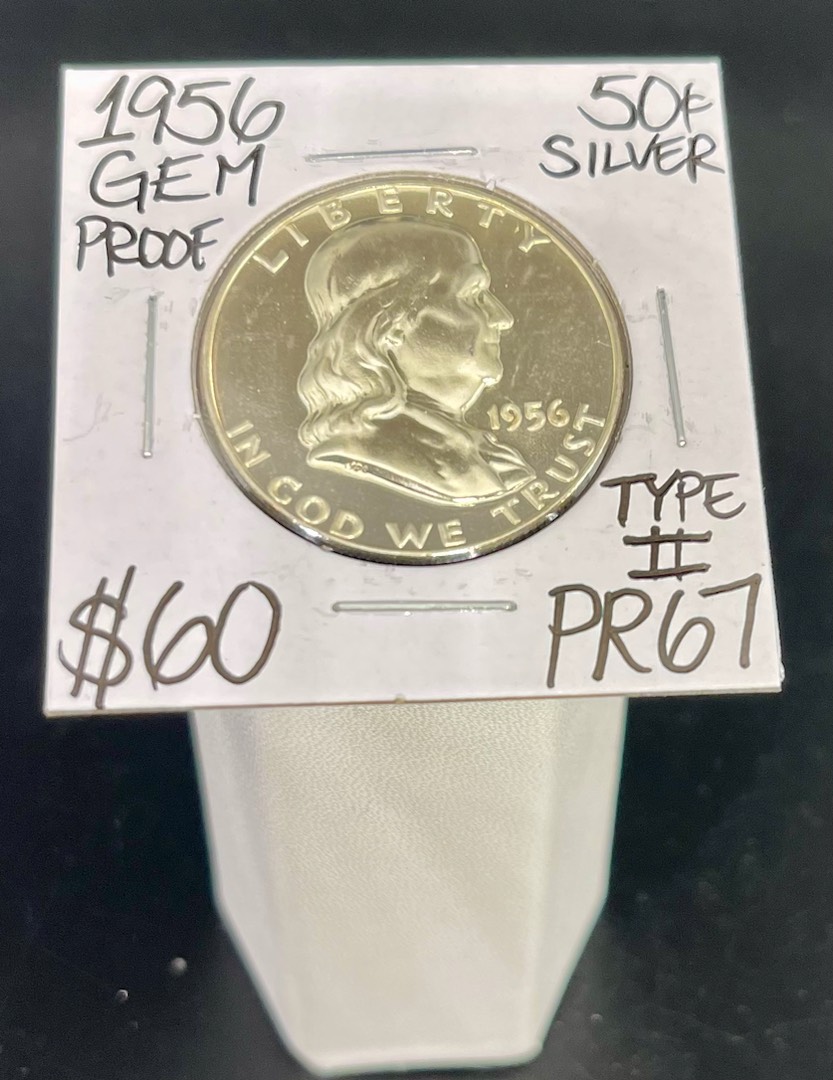 1956
GEM
PROOF
50¢
SILVER
LIBERTY
1956
IN GOD WE TRUST
TYPE
II
PR67
$60